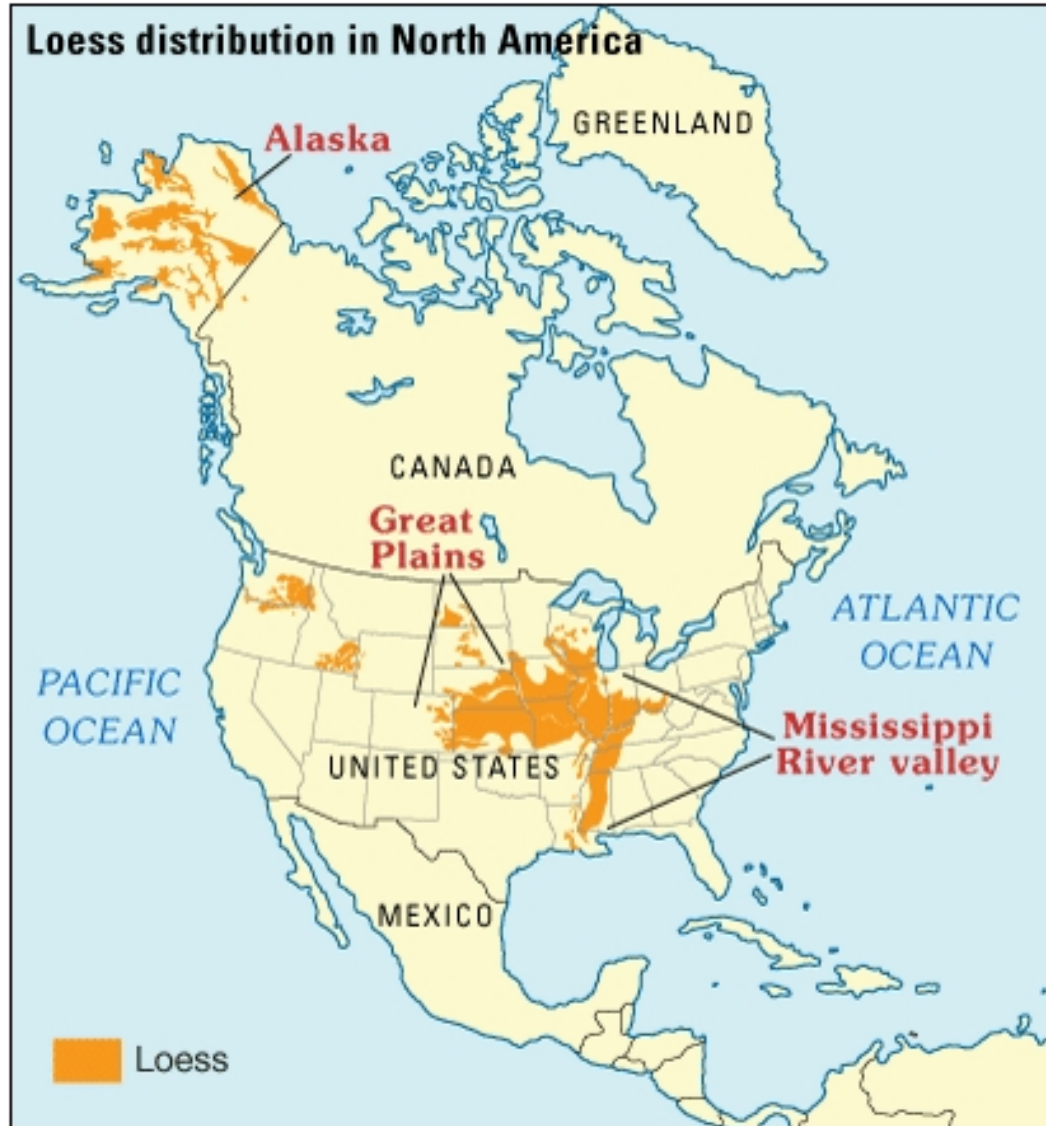 Loess distribution in North America
GREENLAND
Alaska
CANADA
Great
Plains
ATLANTIC
OCEAN
PACIFIC
OCEAN
Mississippi
River valley
UNITED STATES
MEXICO
Loess